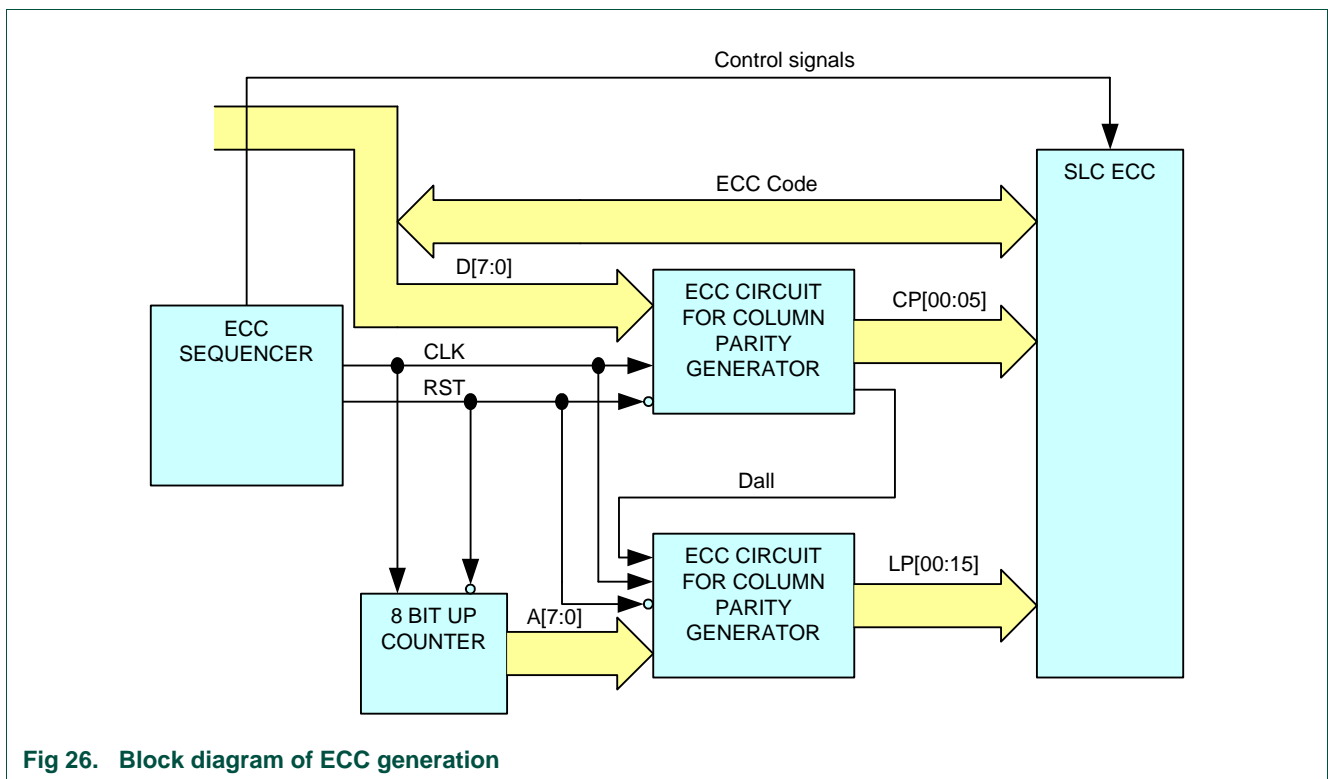 Control signals
SLC ECC
ECC Code
D[7:0]
ECC CIRCUIT
FOR COLUMN
PARITY
GENERATOR
CP[00:05]
ECC
SEQUENCER
CLK
RST
Dall
ECC CIRCUIT
FOR COLUMN
PARITY
GENERATOR
LP[00:15]
8 BIT UP
COUNTER
A[7:0]
Fig 26. Block diagram of ECC generation